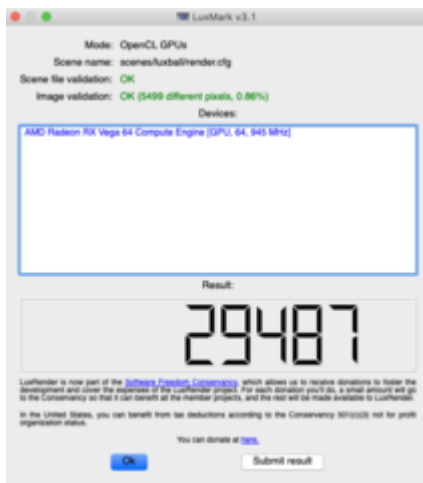 LuxMark v3.1
Mode: OpenCL GPUs
Scene name: scenes/luxball/render.cfg
Scene file validation: OK
Image validation: OK (5499 different pixels, 0.86%)
Devices:
AMD Radeon RX Vega 64 Compute Engine [GPU, 64, 945 MHz]
Result:
29487
LuxRender is now part of the Software Freedom Conservancy, which allows us to receive donations to foster the
development and cover the expenses of the LuxRender project. For each donation you'll do, a small amount will go
to the Conservancy so that it can benefit all the member projects, and the rest will be made available to LuxRender.
In the United States, you can benefit from tax deductions according to the Conservancy 501(c)(3) not for profit
organization status.
You can donate at here.
Ok
Submit result